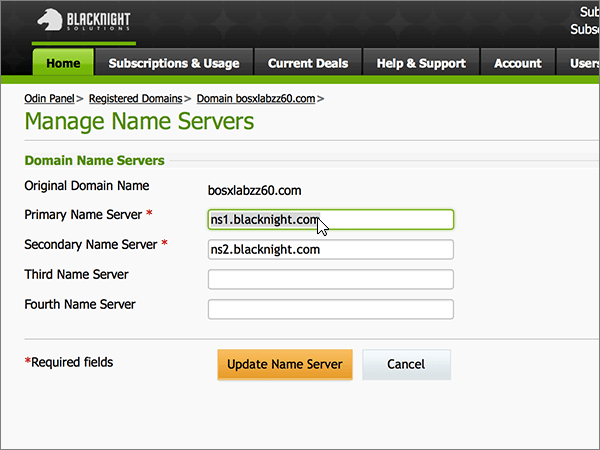 BLACKNIGHT
SOLUTIONS
Sub
Subsc
Home Subscriptions & Usage Current Deals Help & Support Account Users
Odin Panel> Registered Domains> Domain bosxlabzz60.com>
Manage Name Servers
Domain Name Servers
Original Domain Name bosxlabzz60.com
Primary Name Server * ns1.blacknight.com
Secondary Name Server * ns2.blacknight.com
Third Name Server
Fourth Name Server
*Required fields Update Name Server Cancel